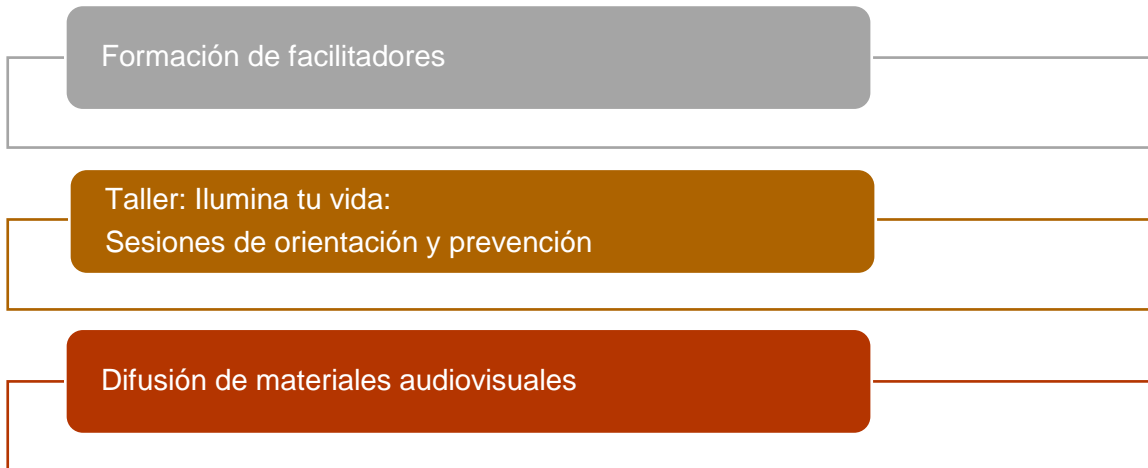 Formación de facilitadores
Taller: Ilumina tu vida:
Sesiones de orientación y prevención
Difusión de materiales audiovisuales